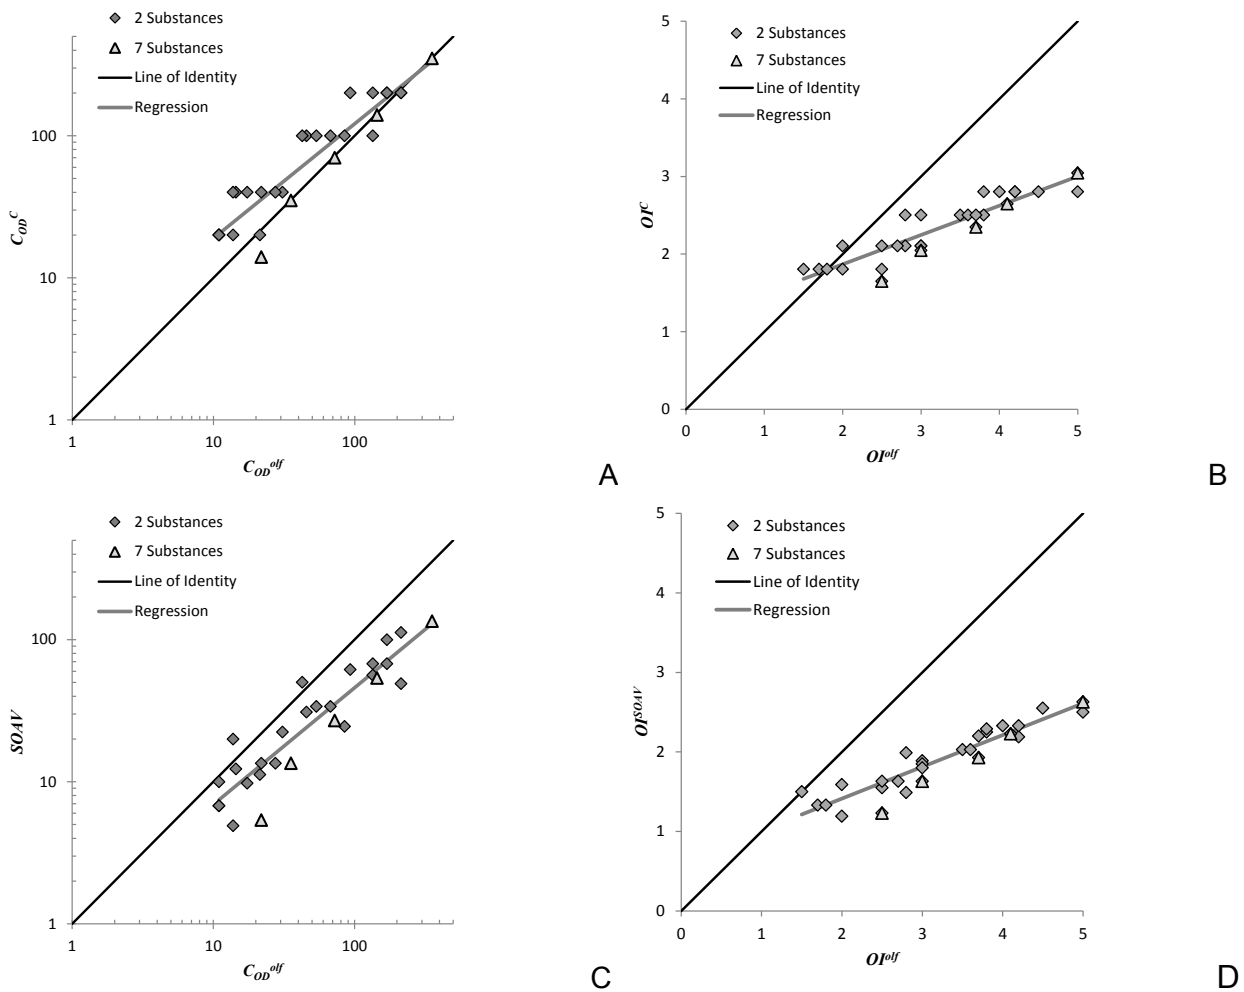 2 Substances
7 Substances
Line of Identity
Regression
100
10
1
1 10 100
C_OD^C
C_OD^olf
A
2 Substances
7 Substances
Line of Identity
Regression
5
4
3
2
1
0
0 1 2 3 4 5
OI^C
OI^olf
B
2 Substances
7 Substances
Line of Identity
Regression
100
10
1
1 10 100
SOAV
C_OD^olf
C
2 Substances
7 Substances
Line of Identity
Regression
5
4
3
2
1
0
0 1 2 3 4 5
OI^SOAV
OI^olf
D